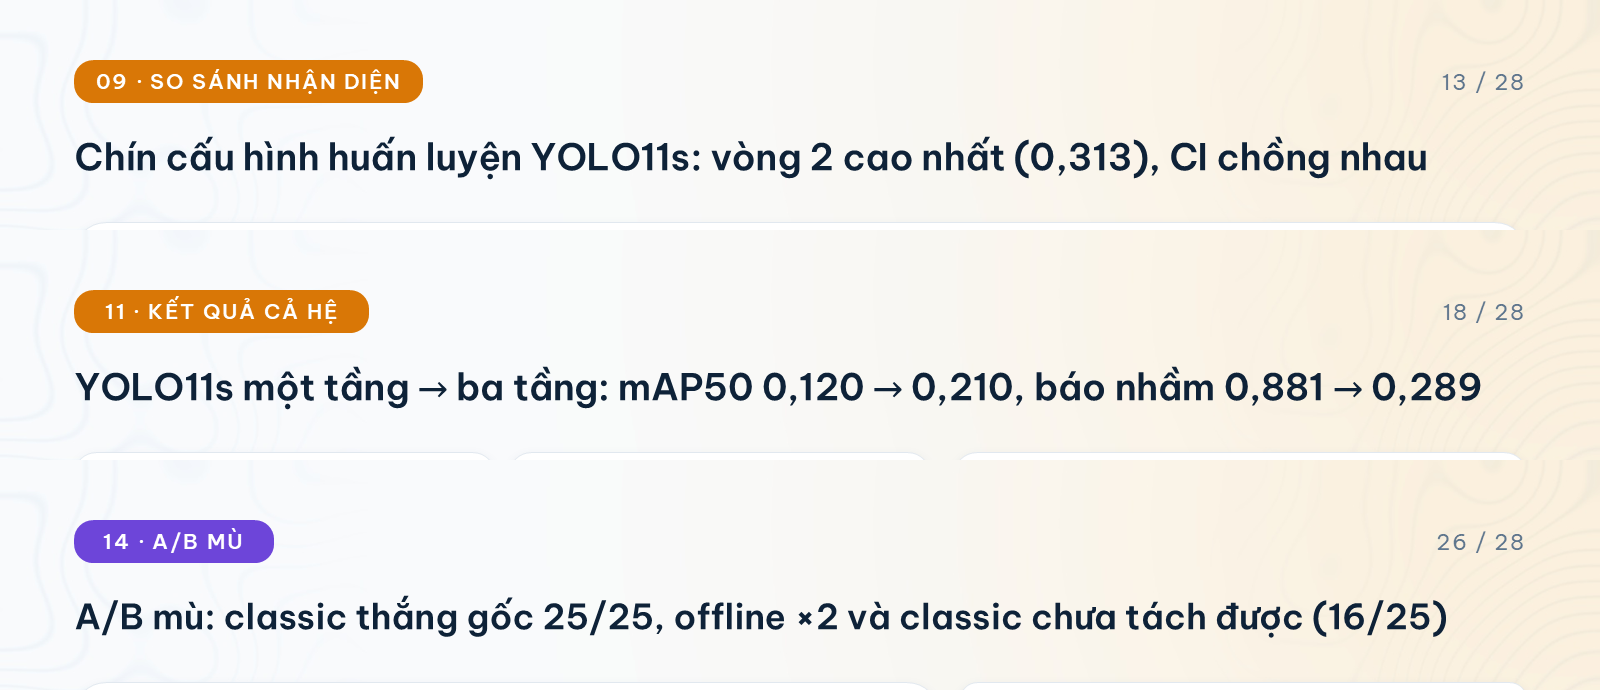 09 · SO SÁNH NHẬN DIỆN
13 / 28
Chín cấu hình huấn luyện YOLO11s: vòng 2 cao nhất (0,313), CI chồng nhau
11 · KẾT QUẢ CẢ HỆ
18 / 28
YOLO11s một tầng → ba tầng: mAP50 0,120 → 0,210, báo nhầm 0,881 → 0,289
14 · A/B MÙ
26 / 28
A/B mù: classic thắng gốc 25/25, offline ×2 và classic chưa tách được (16/25)